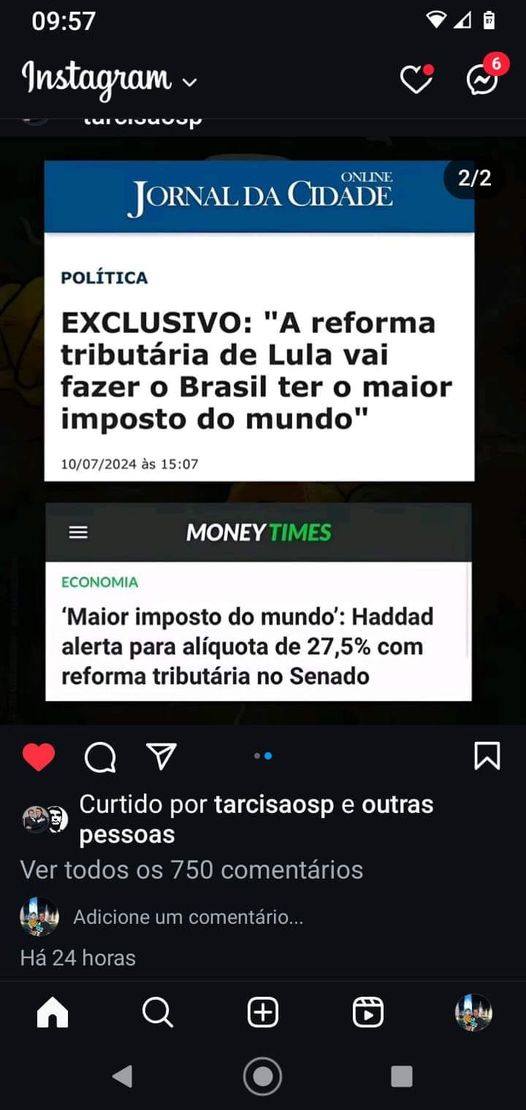 09:57
87
Instagram
6
tarcisaosp
2/2
JORNAL DA CIDADE
ONLINE
POLÍTICA
EXCLUSIVO: "A reforma
tributária de Lula vai
fazer o Brasil ter o maior
imposto do mundo"
10/07/2024 às 15:07
MONEY TIMES
ECONOMIA
‘Maior imposto do mundo’: Haddad
alerta para alíquota de 27,5% com
reforma tributária no Senado
Curtido por tarcisaosp e outras
pessoas
Ver todos os 750 comentários
Adicione um comentário...
Há 24 horas